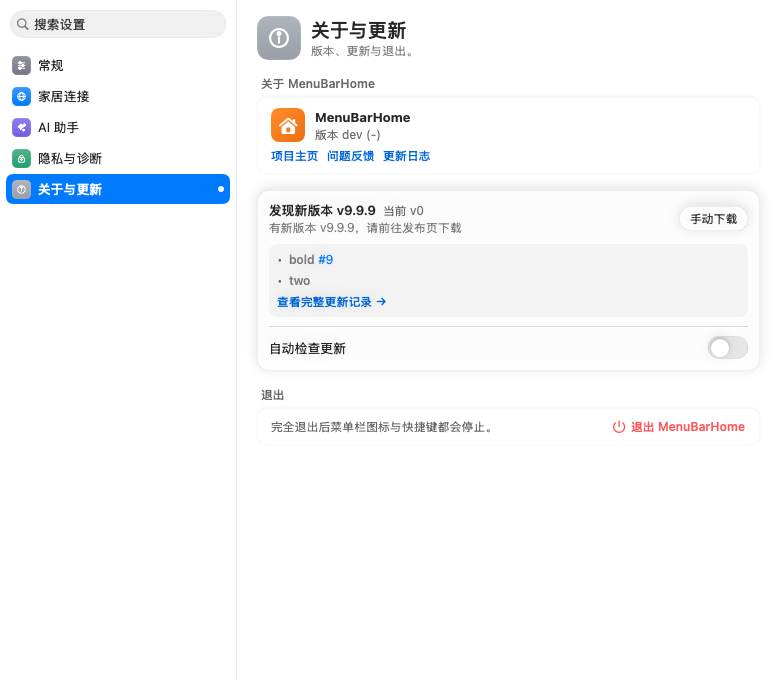 搜索设置
常规
家居连接
AI 助手
隐私与诊断
关于与更新
关于与更新
版本、更新与退出。
关于 MenuBarHome
MenuBarHome
版本 dev (-)
项目主页 问题反馈 更新日志
发现新版本 v9.9.9 当前 v0
有新版本 v9.9.9，请前往发布页下载
手动下载
• bold #9
• two
查看完整更新记录 →
自动检查更新
退出
完全退出后菜单栏图标与快捷键都会停止。
退出 MenuBarHome